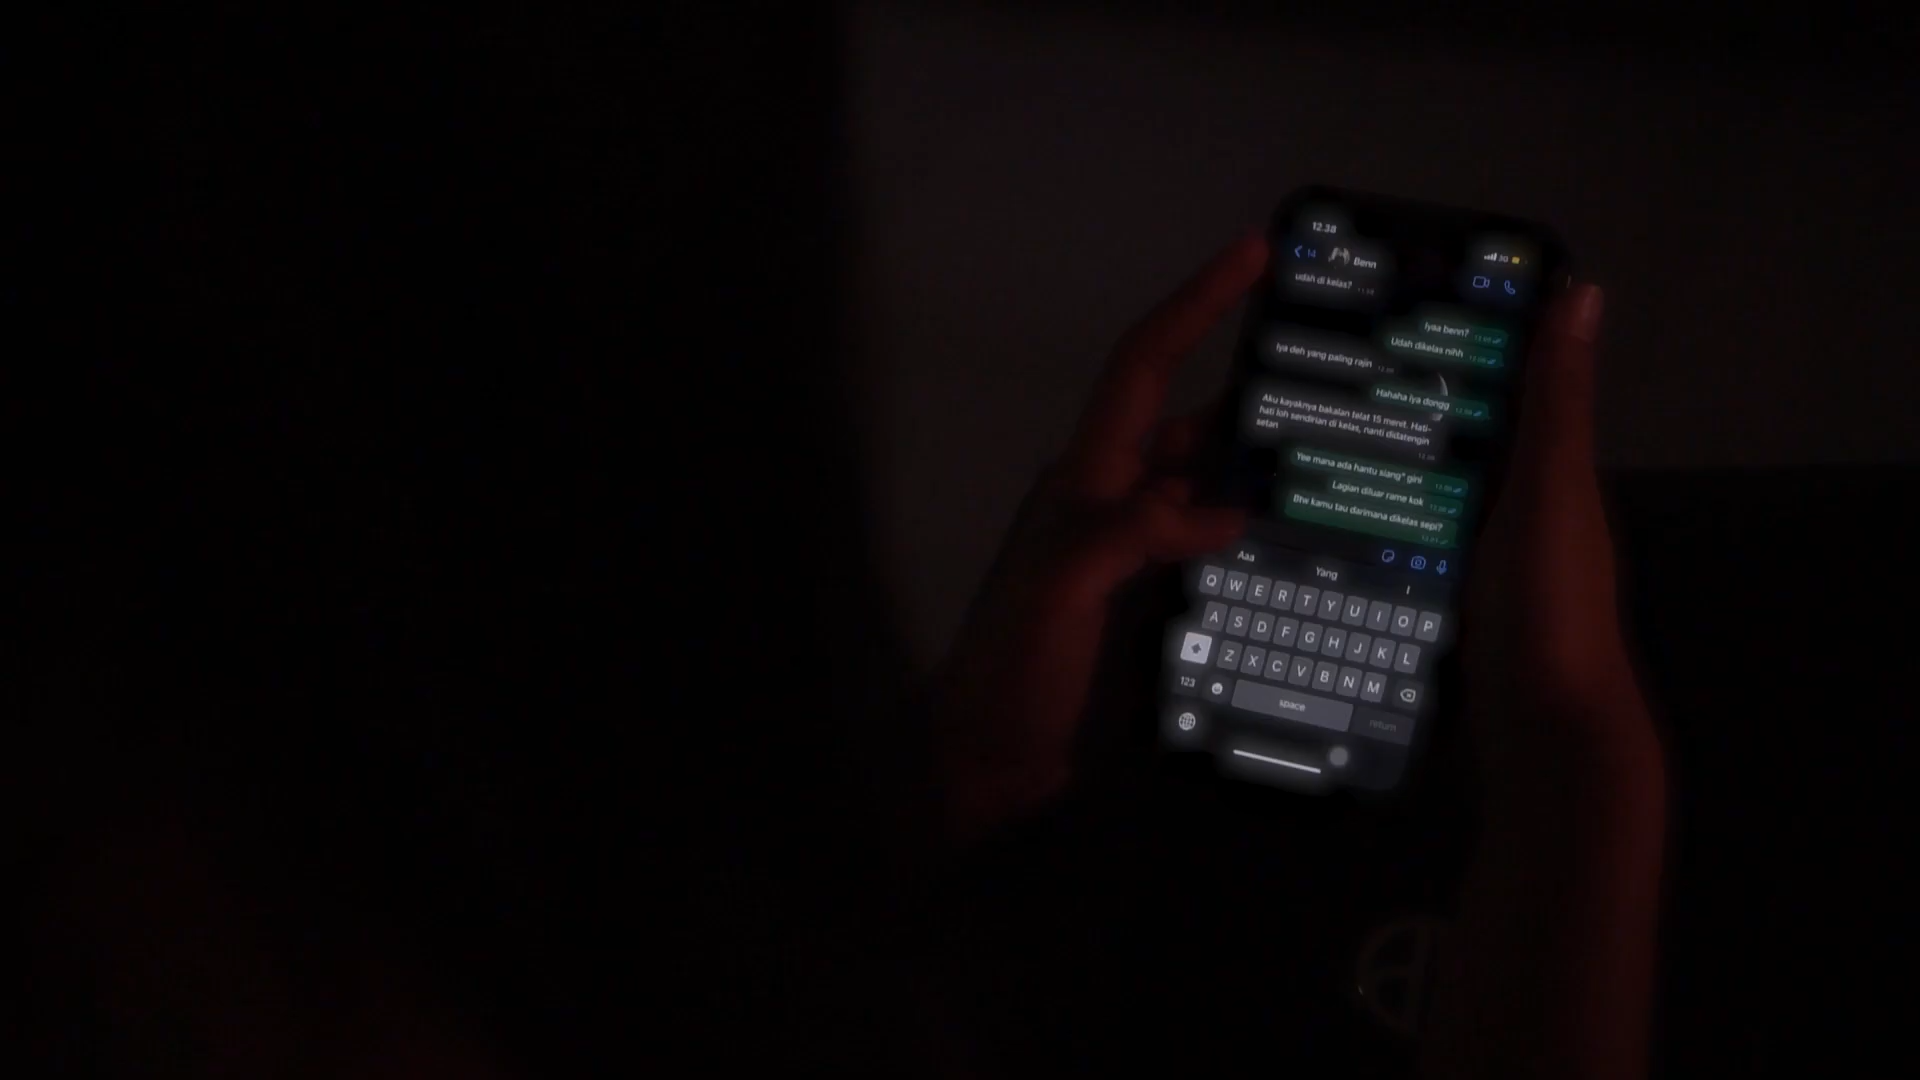 12.38
14 Benn 3G
udah di kelas?
Iyaa benn?
Udah dikelas nihh
Iya deh yang paling rajin
Hahaha iya dongg
Aku kayaknya bakalan telat 15 menit. Hati-
hati loh sendirian di kelas, nanti didatengin
setan
Yee mana ada hantu siang" gini
Lagian diluar rame kok
Btw kamu tau darimana dikelas sepi?
Aaa Yang I
Q W E R T Y U I O P
A S D F G H J K L
Z X C V B N M
123 space return